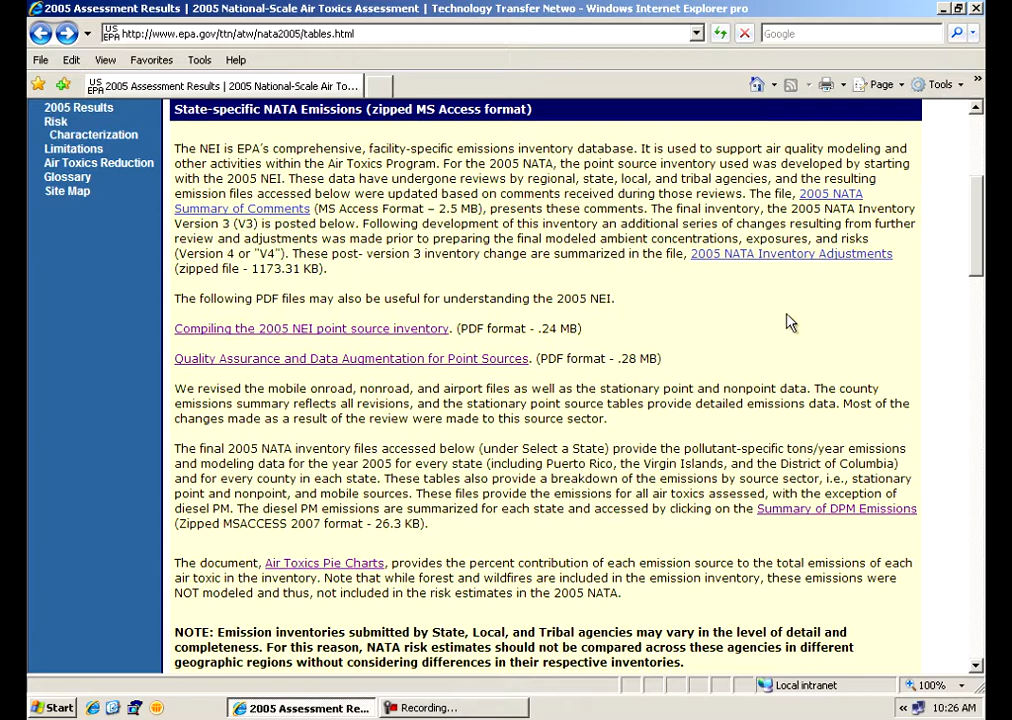 2005 Assessment Results | 2005 National-Scale Air Toxics Assessment | Technology Transfer Netwo - Windows Internet Explorer pro
US EPA http://www.epa.gov/ttn/atw/nata2005/tables.html
Google
File Edit View Favorites Tools Help
US EPA 2005 Assessment Results | 2005 National-Scale Air To...
Page Tools »
2005 Results
Risk
Characterization
Limitations
Air Toxics Reduction
Glossary
Site Map
State-specific NATA Emissions (zipped MS Access format)
The NEI is EPA's comprehensive, facility-specific emissions inventory database. It is used to support air quality modeling and
other activities within the Air Toxics Program. For the 2005 NATA, the point source inventory used was developed by starting
with the 2005 NEI. These data have undergone reviews by regional, state, local, and tribal agencies, and the resulting
emission files accessed below were updated based on comments received during those reviews. The file, 2005 NATA
Summary of Comments (MS Access Format – 2.5 MB), presents these comments. The final inventory, the 2005 NATA Inventory
Version 3 (V3) is posted below. Following development of this inventory an additional series of changes resulting from further
review and adjustments was made prior to preparing the final modeled ambient concentrations, exposures, and risks
(Version 4 or "V4"). These post- version 3 inventory change are summarized in the file, 2005 NATA Inventory Adjustments
(zipped file - 1173.31 KB).
The following PDF files may also be useful for understanding the 2005 NEI.
Compiling the 2005 NEI point source inventory. (PDF format - .24 MB)
Quality Assurance and Data Augmentation for Point Sources. (PDF format - .28 MB)
We revised the mobile onroad, nonroad, and airport files as well as the stationary point and nonpoint data. The county
emissions summary reflects all revisions, and the stationary point source tables provide detailed emissions data. Most of the
changes made as a result of the review were made to this source sector.
The final 2005 NATA inventory files accessed below (under Select a State) provide the pollutant-specific tons/year emissions
and modeling data for the year 2005 for every state (including Puerto Rico, the Virgin Islands, and the District of Columbia)
and for every county in each state. These tables also provide a breakdown of the emissions by source sector, i.e., stationary
point and nonpoint, and mobile sources. These files provide the emissions for all air toxics assessed, with the exception of
diesel PM. The diesel PM emissions are summarized for each state and accessed by clicking on the Summary of DPM Emissions
(Zipped MSACCESS 2007 format - 26.3 KB).
The document, Air Toxics Pie Charts, provides the percent contribution of each emission source to the total emissions of each
air toxic in the inventory. Note that while forest and wildfires are included in the emission inventory, these emissions were
NOT modeled and thus, not included in the risk estimates in the 2005 NATA.
NOTE: Emission inventories submitted by State, Local, and Tribal agencies may vary in the level of detail and
completeness. For this reason, NATA risk estimates should not be compared across these agencies in different
geographic regions without considering differences in their respective inventories.
Local intranet 100%
Start 2005 Assessment Re... Recording... « 10:26 AM